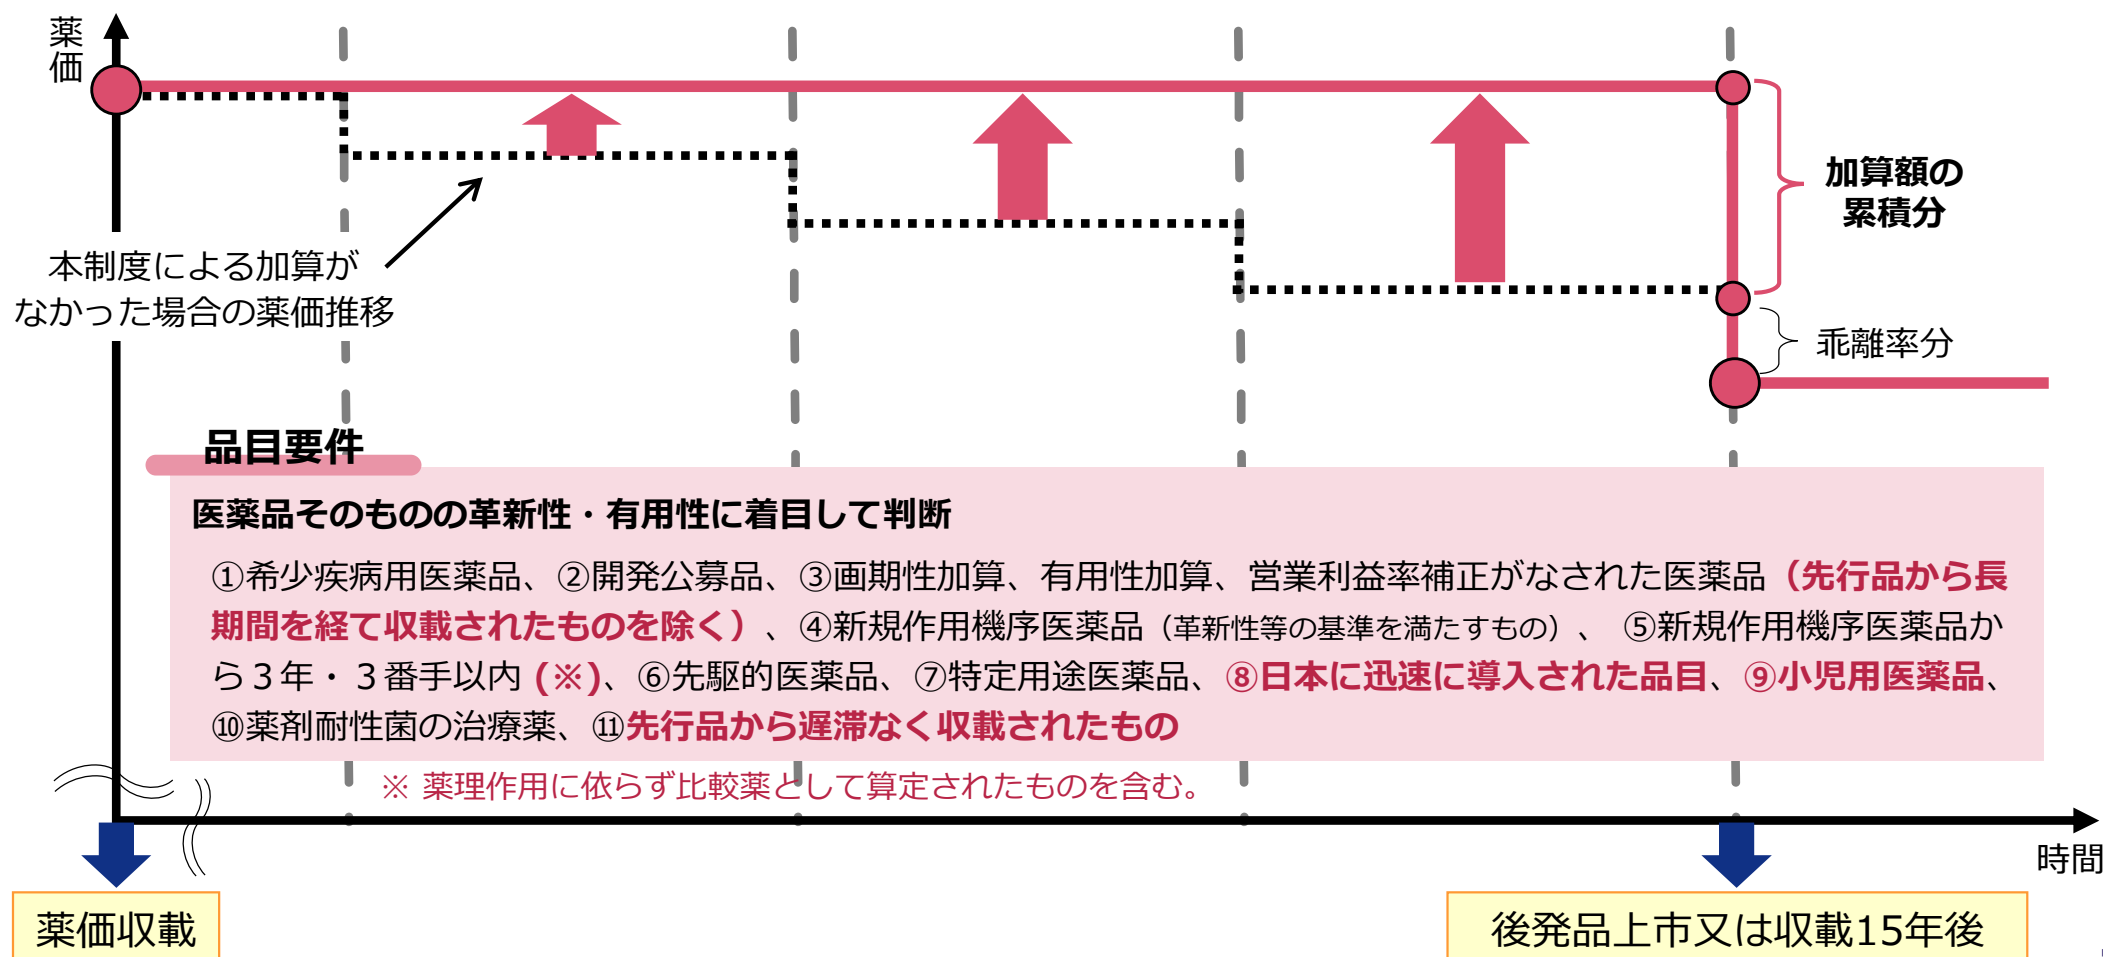 薬価
本制度による加算が
なかった場合の薬価推移
加算額の
累積分
乖離率分
品目要件
医薬品そのものの革新性・有用性に着目して判断
①希少疾病用医薬品、②開発公募品、③画期性加算、有用性加算、営業利益率補正がなされた医薬品（先行品から長
期間を経て収載されたものを除く）、④新規作用機序医薬品（革新性等の基準を満たすもの）、 ⑤新規作用機序医薬品か
ら３年・３番手以内 (※)、⑥先駆的医薬品、⑦特定用途医薬品、⑧日本に迅速に導入された品目、⑨小児用医薬品、
⑩薬剤耐性菌の治療薬、⑪先行品から遅滞なく収載されたもの
※ 薬理作用に依らず比較薬として算定されたものを含む。
時間
薬価収載
後発品上市又は収載15年後